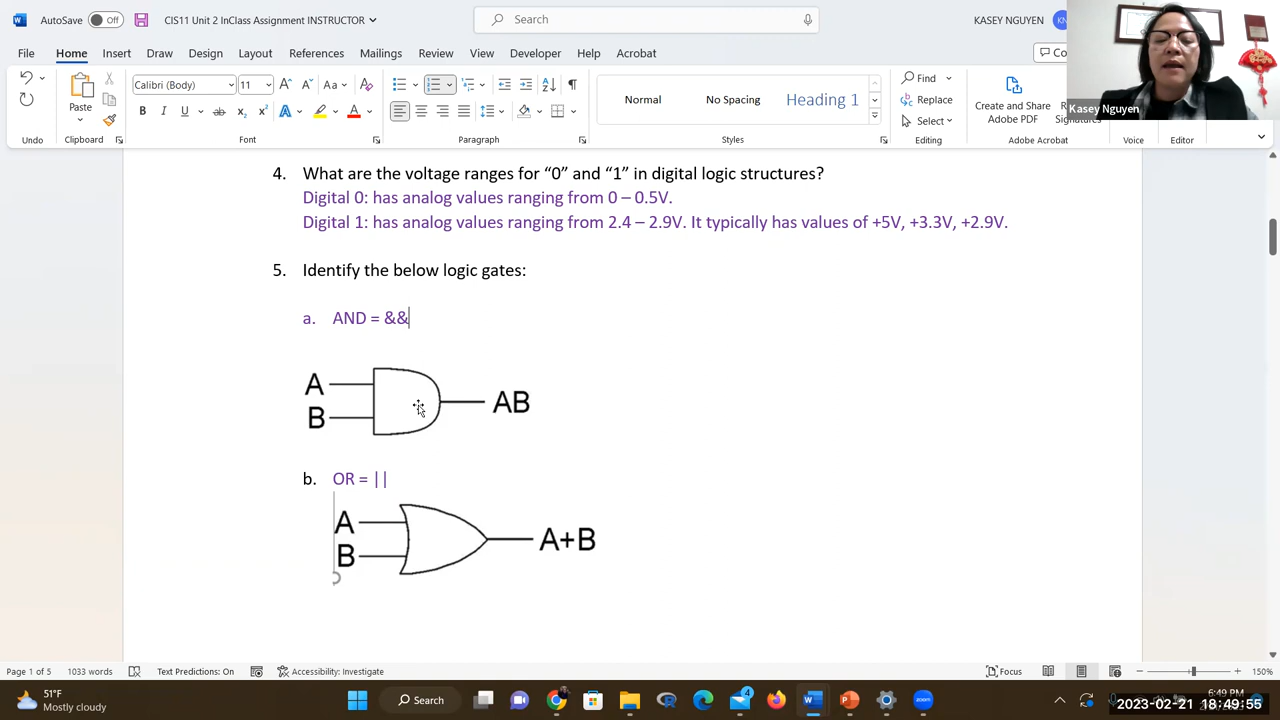 AutoSave Off CIS11 Unit 2 InClass Assignment INSTRUCTOR Search KASEY NGUYEN
File Home Insert Draw Design Layout References Mailings Review View Developer Help Acrobat
Paste
Calibri (Body) 11
Normal No Spacing Heading 1
Find
Replace
Select
Create and Share
Adobe PDF
Signatures
Kasey Nguyen
Undo Clipboard Font Paragraph Styles Editing Adobe Acrobat Voice Editor
4. What are the voltage ranges for “0” and “1” in digital logic structures?
Digital 0: has analog values ranging from 0 – 0.5V.
Digital 1: has analog values ranging from 2.4 – 2.9V. It typically has values of +5V, +3.3V, +2.9V.
5. Identify the below logic gates:
a. AND = &&
A
B
AB
b. OR = ||
A
B
A+B
Page 1 of 5 1033 words Text Predictions: On Accessibility: Investigate Focus 150%
51°F
Mostly cloudy
Search
4
6:49 PM
2023-02-21 18:49:55